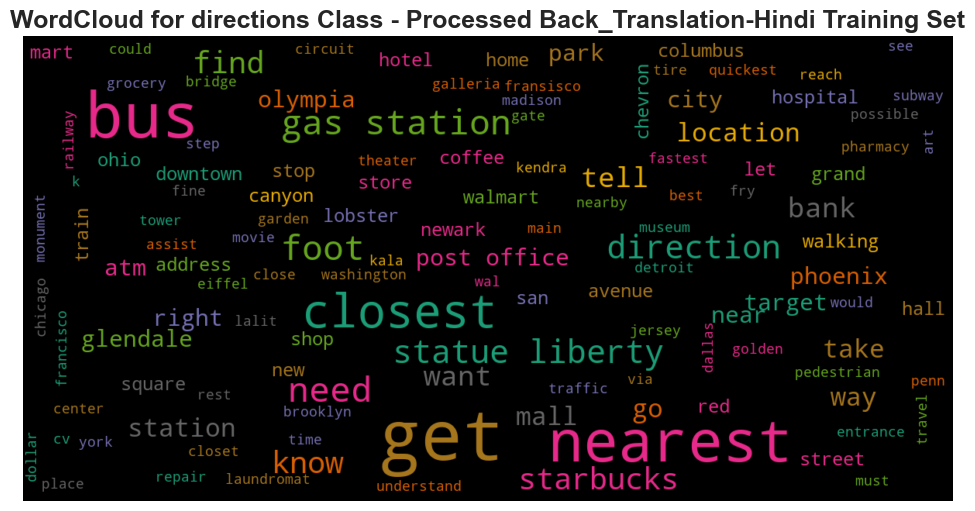 WordCloud for directions Class - Processed Back_Translation-Hindi Training Set
mart
could
circuit
find
hotel
home
park
columbus
see
grocery
bridge
galleria
fransisco
tire
quickest
reach
bus
olympia
madison
chevron
city
hospital
subway
railway
step
gas station
gate
location
possible
art
ohio
theater
coffee
kendra
fastest
pharmacy
k
downtown
stop
store
tell
let
grand
fine
canyon
walmart
nearby
best
fry
monument
train
tower
garden
lobster
bank
assist
movie
foot
newark
main
museum
direction
walking
atm
address
close
kala
post office
detroit
phoenix
eiffel
washington
wal
chicago
san
avenue
target
would
right
lalit
closest
near
hall
francisco
glendale
shop
jersey
dallas
golden
statue liberty
take
square
new
want
via
pedestrian
penn
rest
need
traffic
way
center
brooklyn
mall
go
red
travel
station
time
get
entrance
dollar
cv
york
closet
know
nearest
street
place
repair
laundromat
understand
starbucks
must